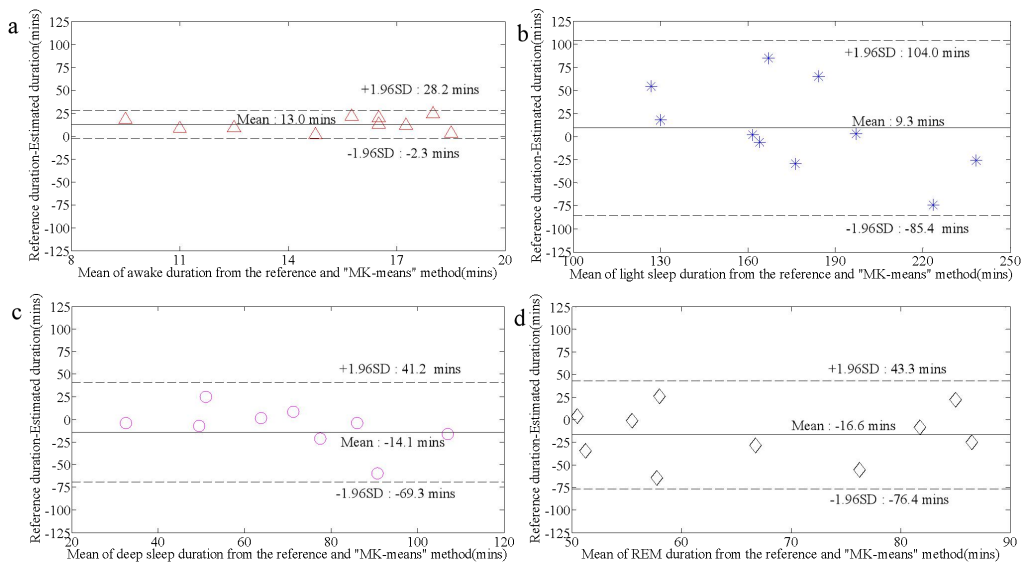 a
Reference duration-Estimated duration(mins)
125
100
75
50
25
0
-25
-50
-75
-100
-125
+1.96SD : 28.2 mins
Mean : 13.0 mins
-1.96SD : -2.3 mins
8 11 14 17 20
Mean of awake duration from the reference and "MK-means" method(mins)
b
Reference duration-Estimated duration(mins)
125
100
75
50
25
0
-25
-50
-75
-100
-125
+1.96SD : 104.0 mins
Mean : 9.3 mins
-1.96SD : -85.4 mins
100 130 160 190 220 250
Mean of light sleep duration from the reference and "MK-means" method(mins)
c
Reference duration-Estimated duration(mins)
125
100
75
50
25
0
-25
-50
-75
-100
-125
+1.96SD : 41.2 mins
Mean : -14.1 mins
-1.96SD : -69.3 mins
20 40 60 80 100 120
Mean of deep sleep duration from the reference and "MK-means" method(mins)
d
Reference duration-Estimated duration(mins)
125
100
75
50
25
0
-25
-50
-75
-100
-125
+1.96SD : 43.3 mins
Mean : -16.6 mins
-1.96SD : -76.4 mins
50 60 70 80 90
Mean of REM duration from the reference and "MK-means" method(mins)